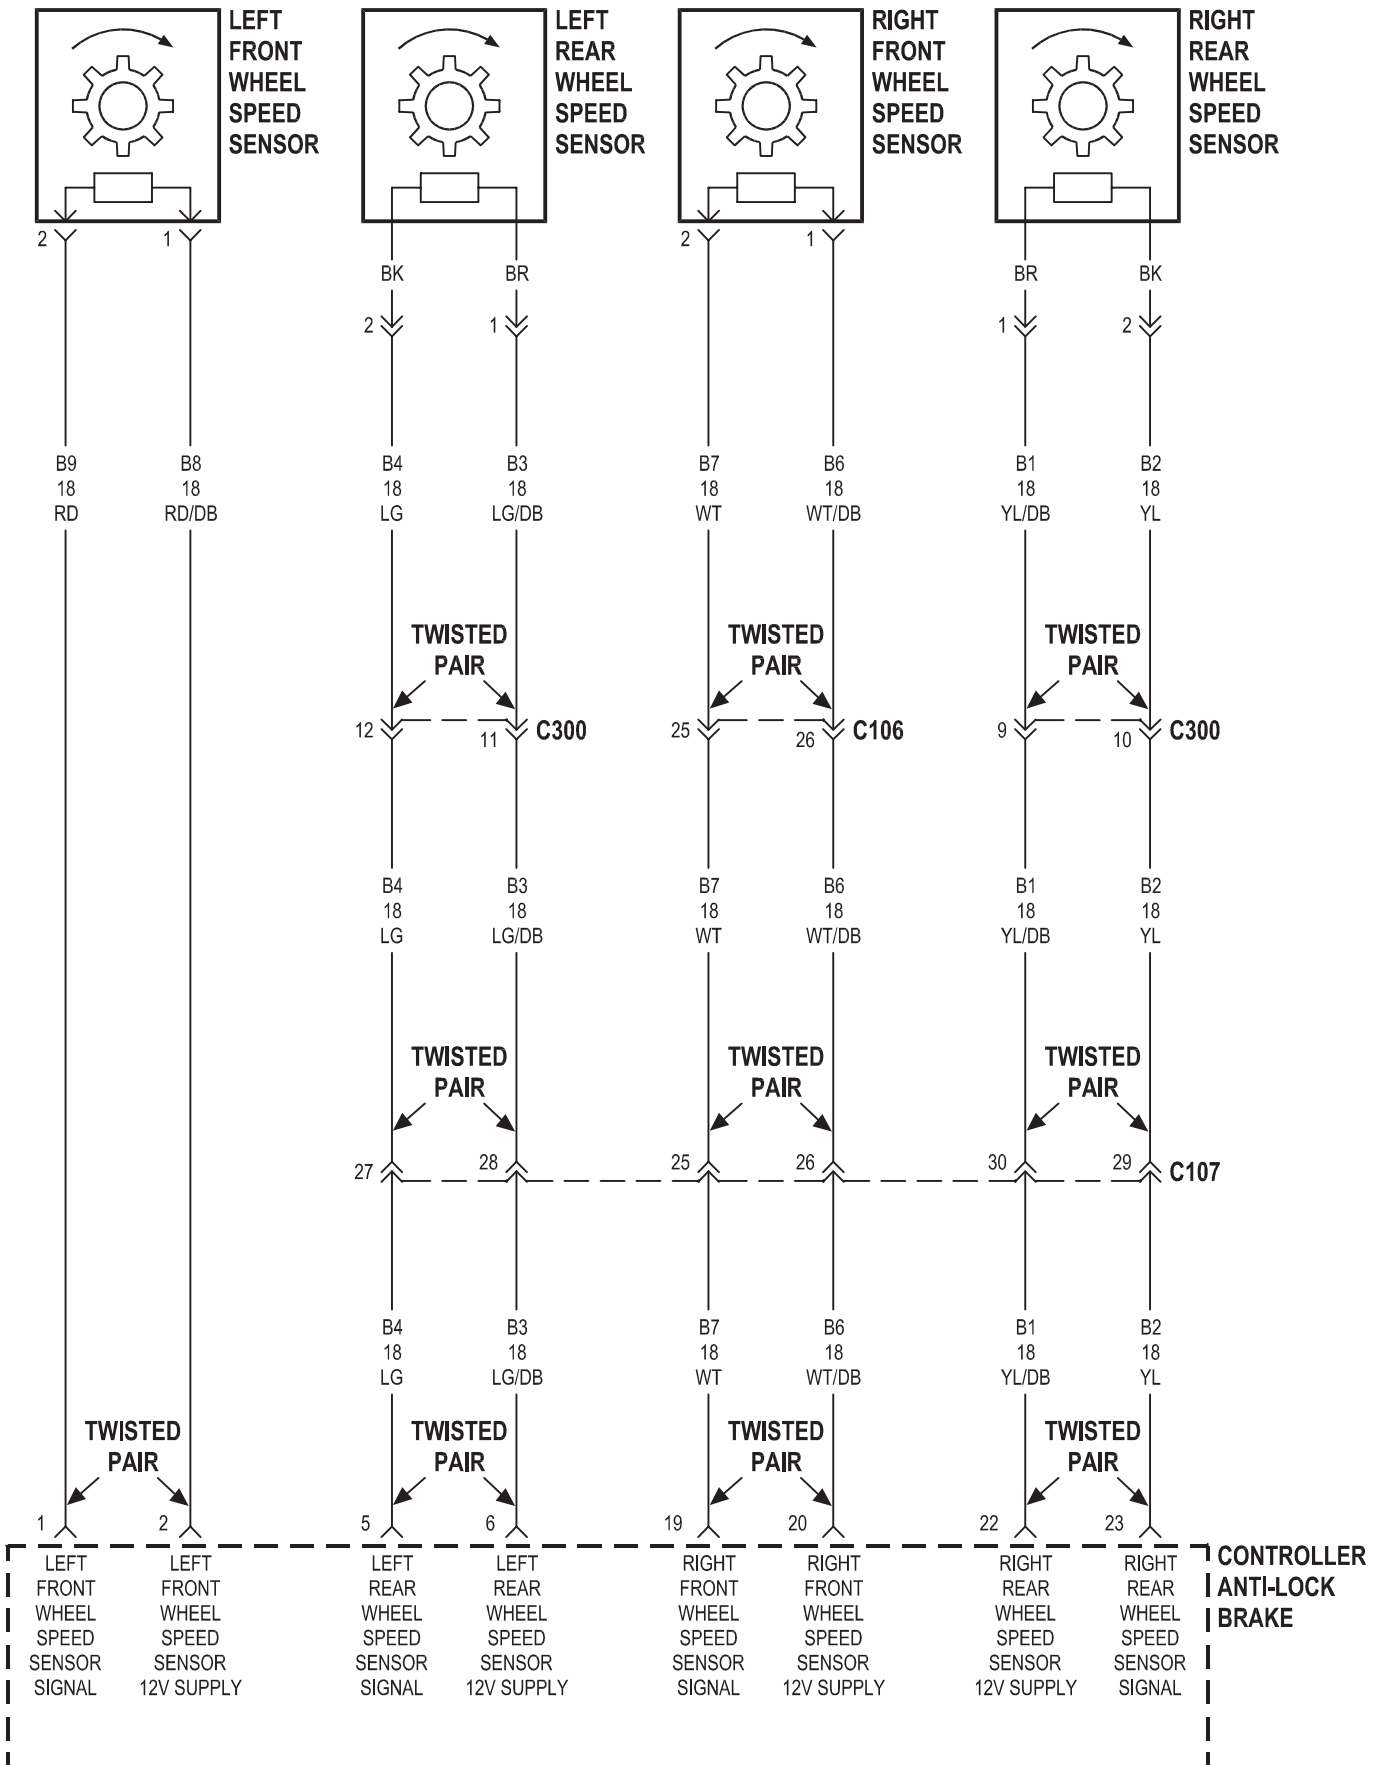 LEFT
FRONT
WHEEL
SPEED
SENSOR
LEFT
REAR
WHEEL
SPEED
SENSOR
RIGHT
FRONT
WHEEL
SPEED
SENSOR
RIGHT
REAR
WHEEL
SPEED
SENSOR
2 1 2 1
BK BR BR BK
2 1 1 2
B9 B8 B4 B3 B7 B6 B1 B2
18 18 18 18 18 18 18 18
RD RD/DB LG LG/DB WT WT/DB YL/DB YL
TWISTED PAIR
TWISTED PAIR
TWISTED PAIR
12 11 C300 25 26 C106 9 10 C300
B4 B3 B7 B6 B1 B2
18 18 18 18 18 18
LG LG/DB WT WT/DB YL/DB YL
TWISTED PAIR
TWISTED PAIR
TWISTED PAIR
27 28 25 26 30 29 C107
B4 B3 B7 B6 B1 B2
18 18 18 18 18 18
LG LG/DB WT WT/DB YL/DB YL
TWISTED PAIR
TWISTED PAIR
TWISTED PAIR
TWISTED PAIR
1 2 5 6 19 20 22 23
LEFT
FRONT
WHEEL
SPEED
SENSOR
SIGNAL
LEFT
FRONT
WHEEL
SPEED
SENSOR
12V SUPPLY
LEFT
REAR
WHEEL
SPEED
SENSOR
SIGNAL
LEFT
REAR
WHEEL
SPEED
SENSOR
12V SUPPLY
RIGHT
FRONT
WHEEL
SPEED
SENSOR
SIGNAL
RIGHT
FRONT
WHEEL
SPEED
SENSOR
12V SUPPLY
RIGHT
REAR
WHEEL
SPEED
SENSOR
12V SUPPLY
RIGHT
REAR
WHEEL
SPEED
SENSOR
SIGNAL
CONTROLLER
ANTI-LOCK
BRAKE